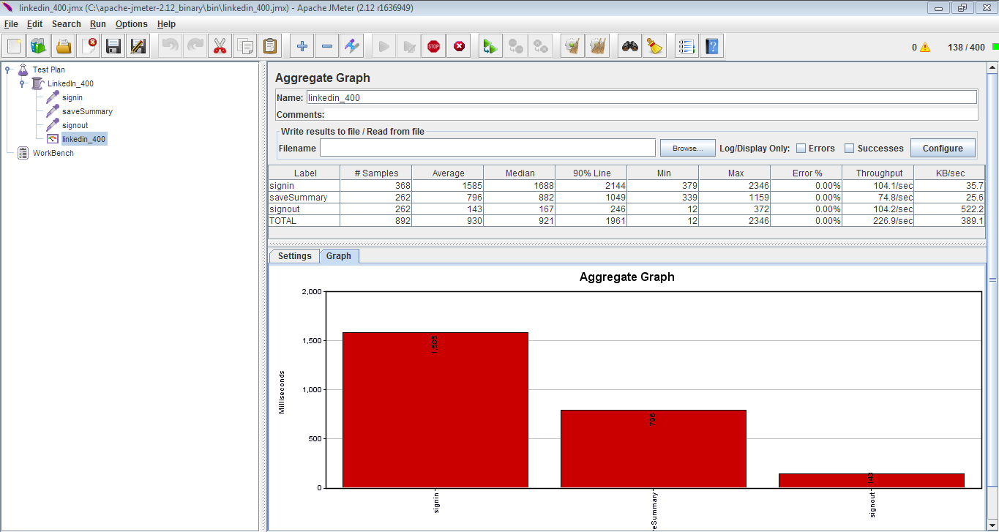 linkedin_400.jmx (C:\apache-jmeter-2.12_binary\bin\linkedin_400.jmx) - Apache JMeter (2.12 r1636949)
File Edit Search Run Options Help
STOP 0 138 / 400
Test Plan
LinkedIn_400
signin
saveSummary
signout
linkedin_400
WorkBench
Aggregate Graph
Name: linkedin_400
Comments:
Write results to file / Read from file
Filename Browse... Log/Display Only: Errors Successes Configure
Label # Samples Average Median 90% Line Min Max Error % Throughput KB/sec
signin 368 1585 1688 2144 379 2346 0.00% 104.1/sec 35.7
saveSummary 262 796 882 1049 339 1159 0.00% 74.8/sec 25.6
signout 262 143 167 246 12 372 0.00% 104.2/sec 522.2
TOTAL 892 930 921 1961 12 2346 0.00% 226.9/sec 389.1
Settings Graph
Aggregate Graph
Milliseconds
2,000
1,500
1,000
500
0
1,585
796
143
signin
eSummary
signout